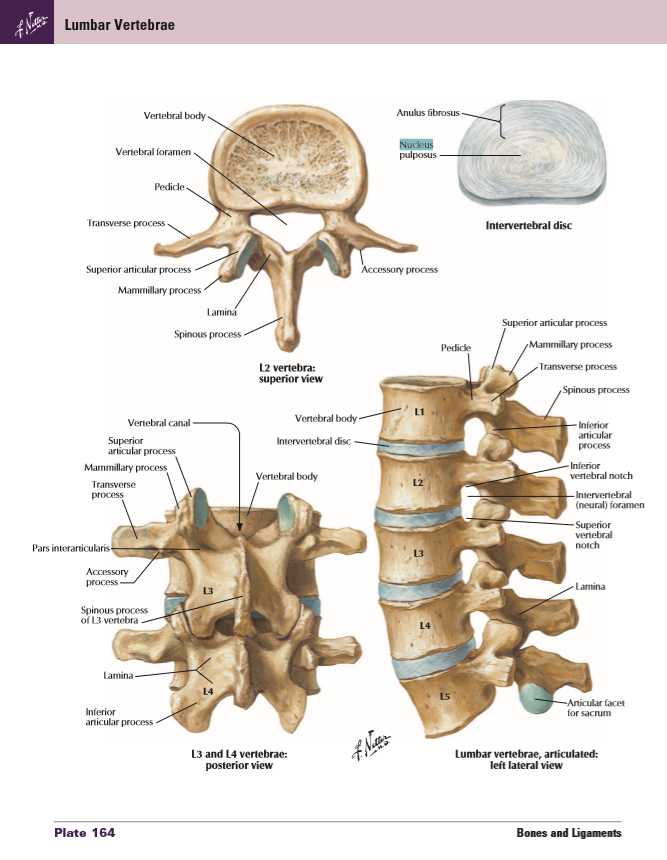 F. Netter M.D.
Lumbar Vertebrae
Vertebral body
Vertebral foramen
Pedicle
Transverse process
Superior articular process
Mammillary process
Lamina
Spinous process
Accessory process
L2 vertebra:
superior view
Anulus fibrosus
Nucleus
pulposus
Intervertebral disc
Superior articular process
Mammillary process
Pedicle
Transverse process
Spinous process
Vertebral body
Intervertebral disc
Inferior
articular
process
Inferior
vertebral notch
Intervertebral
(neural) foramen
Superior
vertebral
notch
Lamina
Articular facet
for sacrum
L1
L2
L3
L4
L5
Lumbar vertebrae, articulated:
left lateral view
Vertebral canal
Superior
articular process
Mammillary process
Transverse
process
Vertebral body
Pars interarticularis
Accessory
process
Spinous process
of L3 vertebra
Lamina
Inferior
articular process
L3
L4
L3 and L4 vertebrae:
posterior view
F. Netter M.D.
Plate 164
Bones and Ligaments